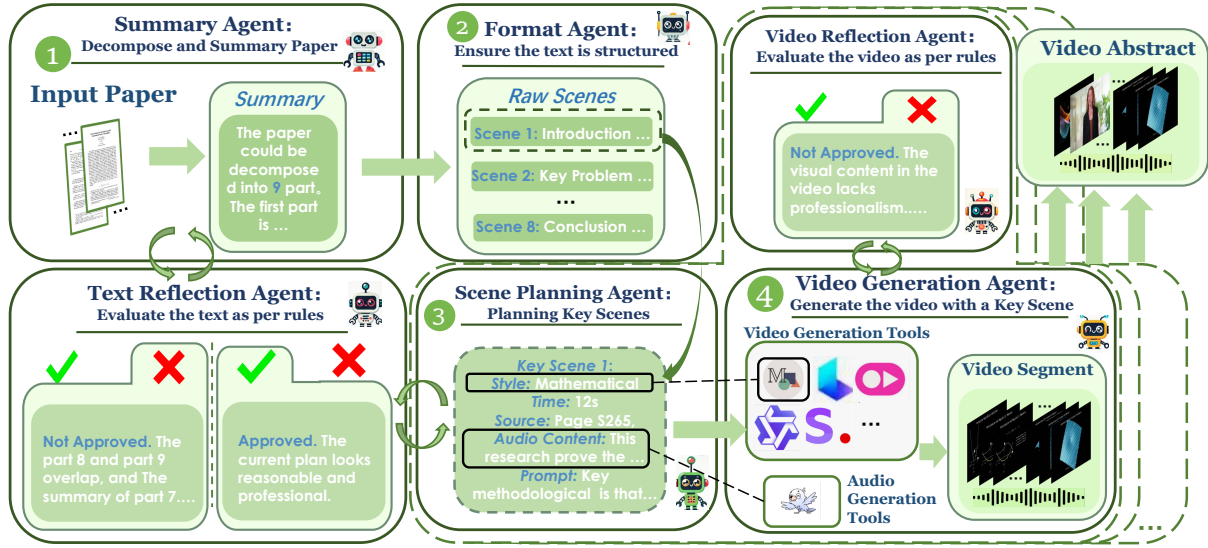 1
Summary Agent：
Decompose and Summary Paper
Input Paper
...
Summary
The paper
could be
decompose
d into 9 part。
The first part
is ...
2
Format Agent：
Ensure the text is structured
Raw Scenes
Scene 1: Introduction ...
Scene 2: Key Problem ...
...
Scene 8: Conclusion ...
Video Reflection Agent：
Evaluate the video as per rules
Not Approved. The
visual content in the
video lacks
professionalism.....
Video Abstract
...
...
Text Reflection Agent：
Evaluate the text as per rules
Not Approved. The
part 8 and part 9
overlap, and The
summary of part 7....
Approved. The
current plan looks
reasonable and
professional.
3
Scene Planning Agent：
Planning Key Scenes
Key Scene 1:
Style: Mathematical
Time: 12s
Source: Page S265,
Audio Content: This
research prove the ...
Prompt: Key
methodological is that...
4
Video Generation Agent：
Generate the video with a Key Scene
Video Generation Tools
M
S.
...
Audio
Generation
Tools
Video Segment
...
...
...